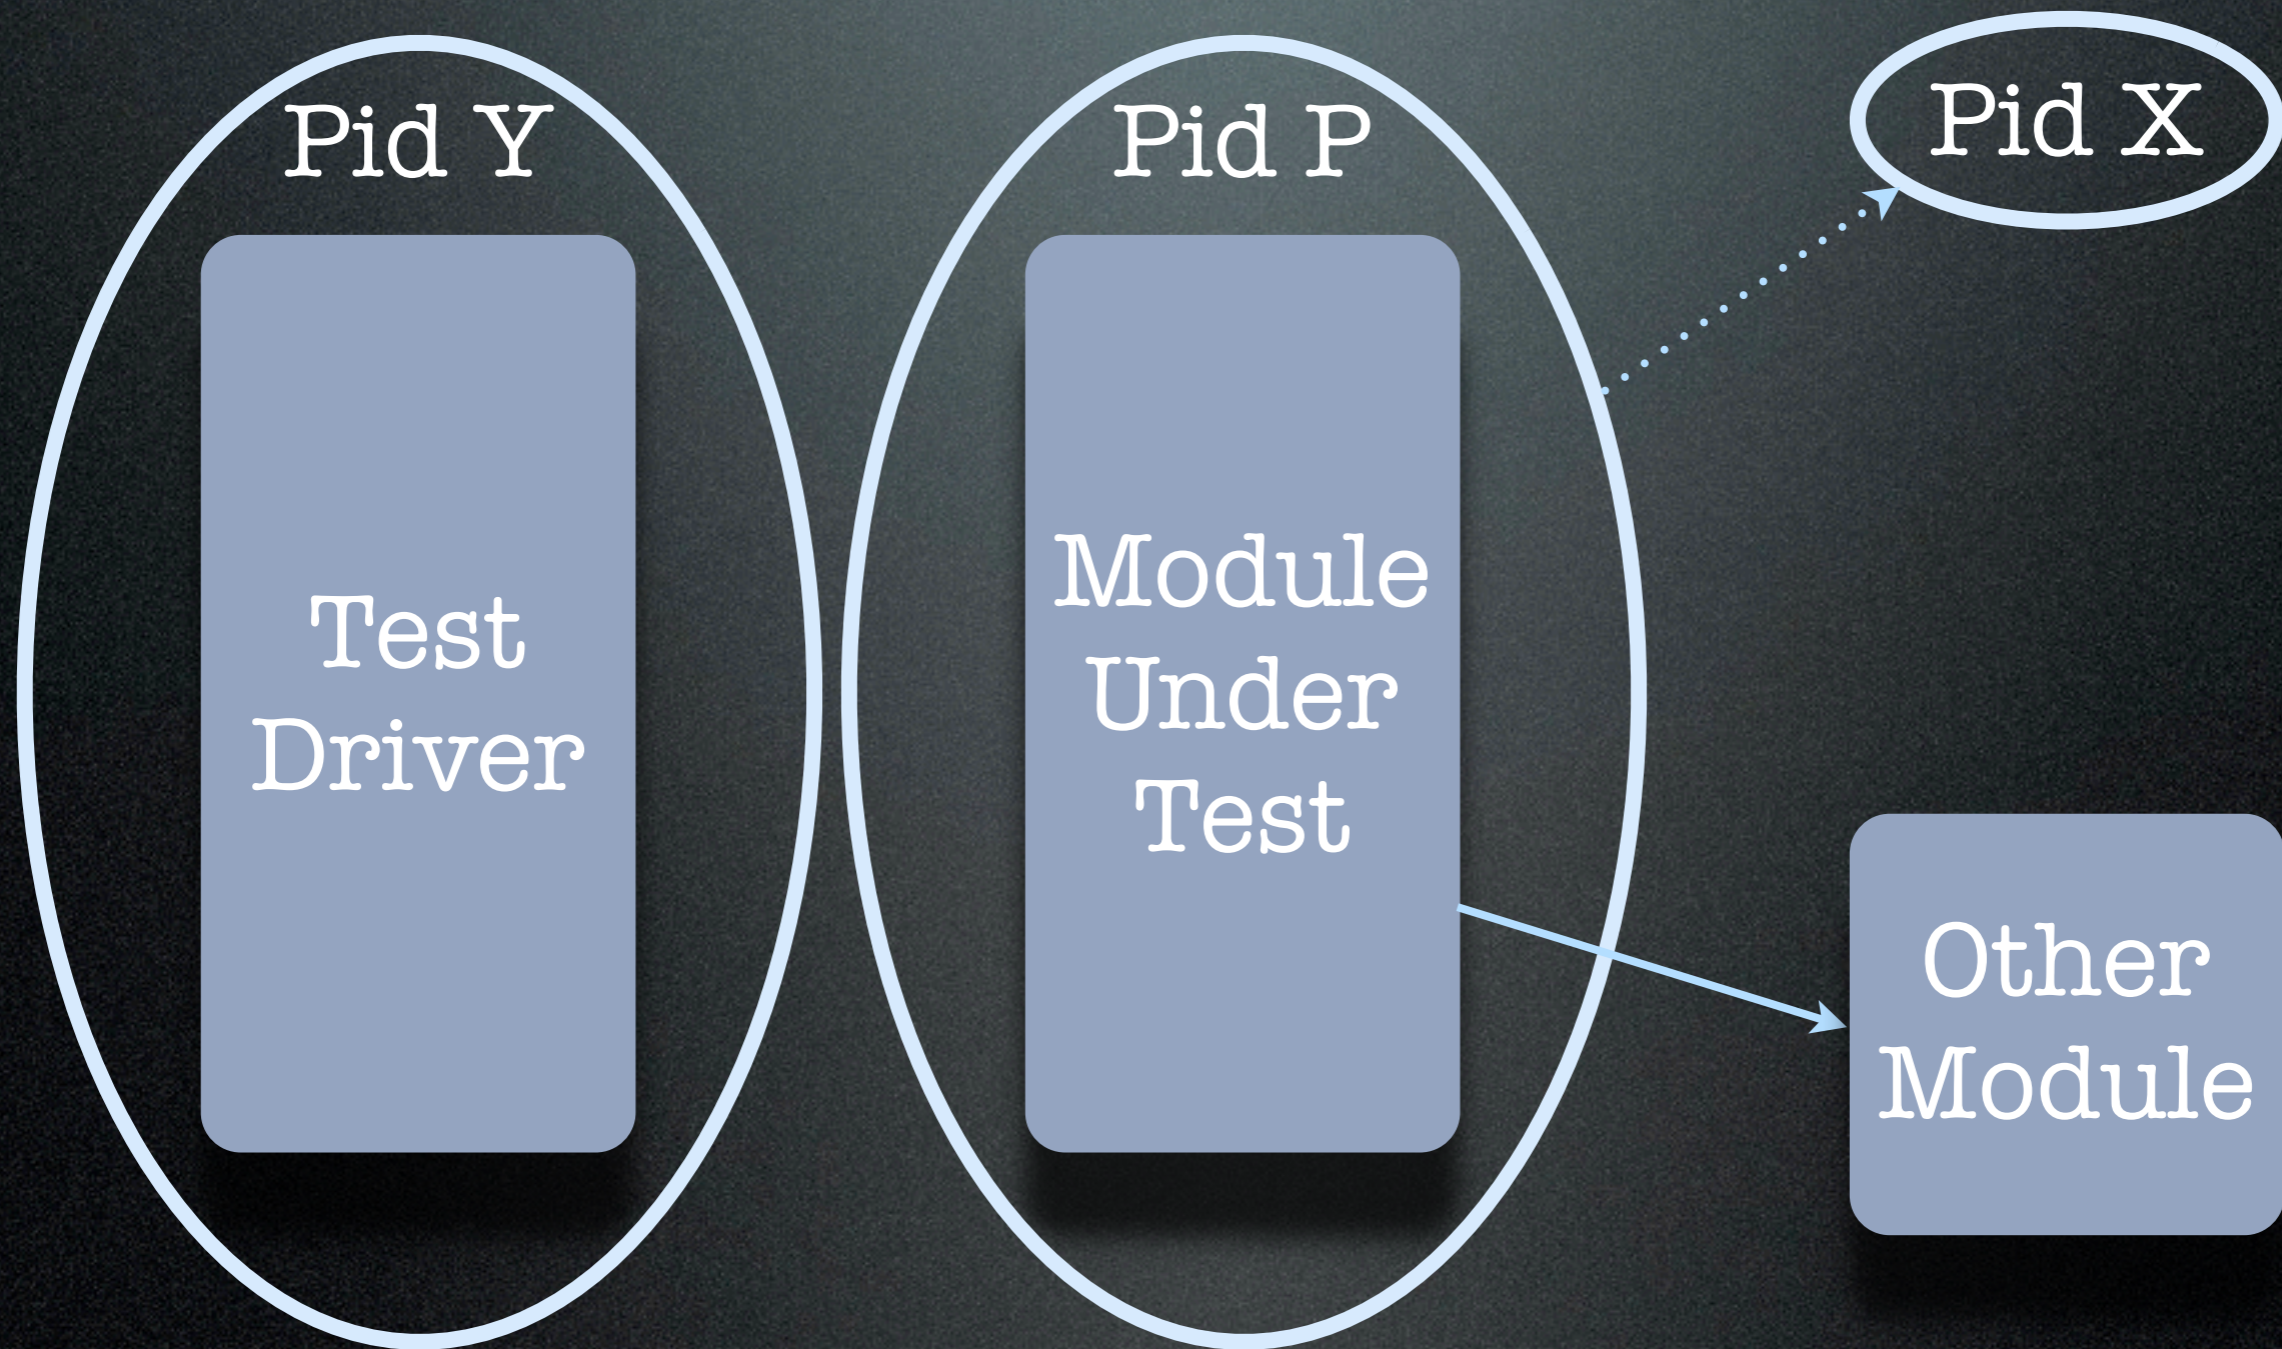 Pid Y
Test
Driver
Pid P
Module
Under
Test
Pid X
Other
Module